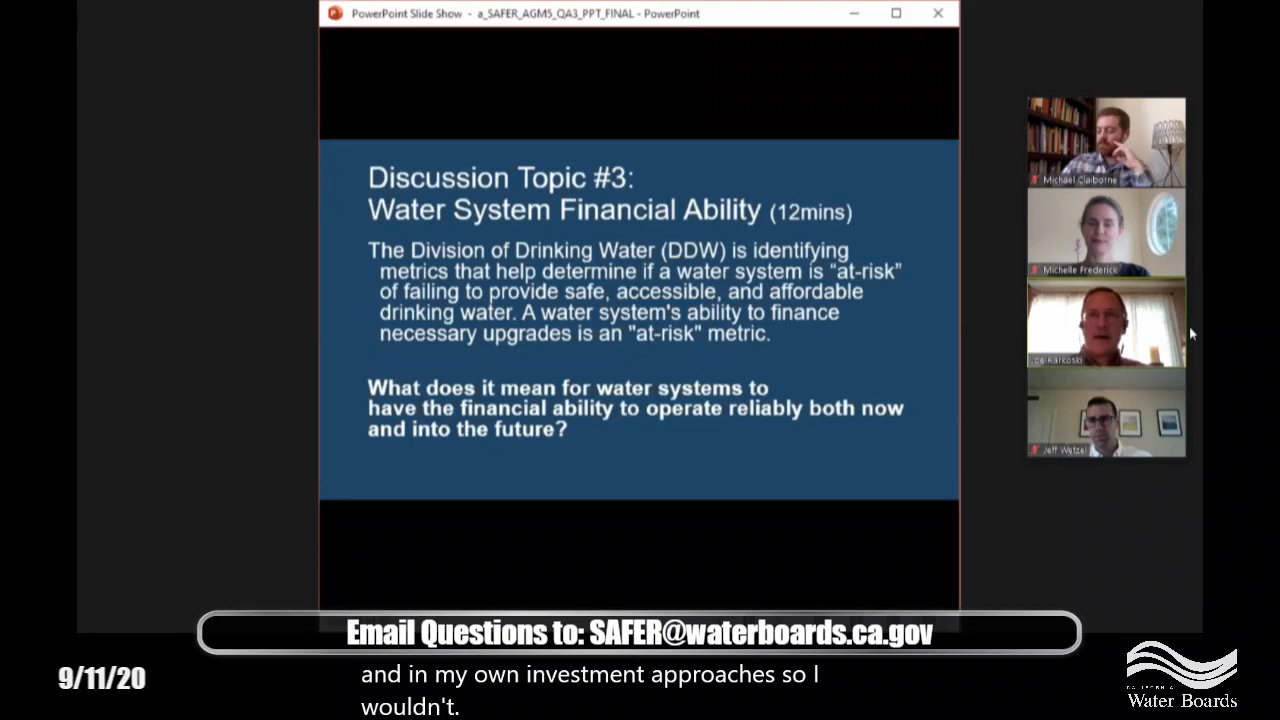 PowerPoint Slide Show - a_SAFER_AGM5_QA3_PPT_FINAL - PowerPoint
Discussion Topic #3:
Water System Financial Ability (12mins)
The Division of Drinking Water (DDW) is identifying
metrics that help determine if a water system is “at-risk”
of failing to provide safe, accessible, and affordable
drinking water. A water system's ability to finance
necessary upgrades is an "at-risk" metric.
What does it mean for water systems to
have the financial ability to operate reliably both now
and into the future?
Michael Claiborne
Michelle Frederick
Joe Karkoski
Jeff Wetzel
Email Questions to: SAFER@waterboards.ca.gov
9/11/20
and in my own investment approaches so I
wouldn't.
CALIFORNIA
Water Boards